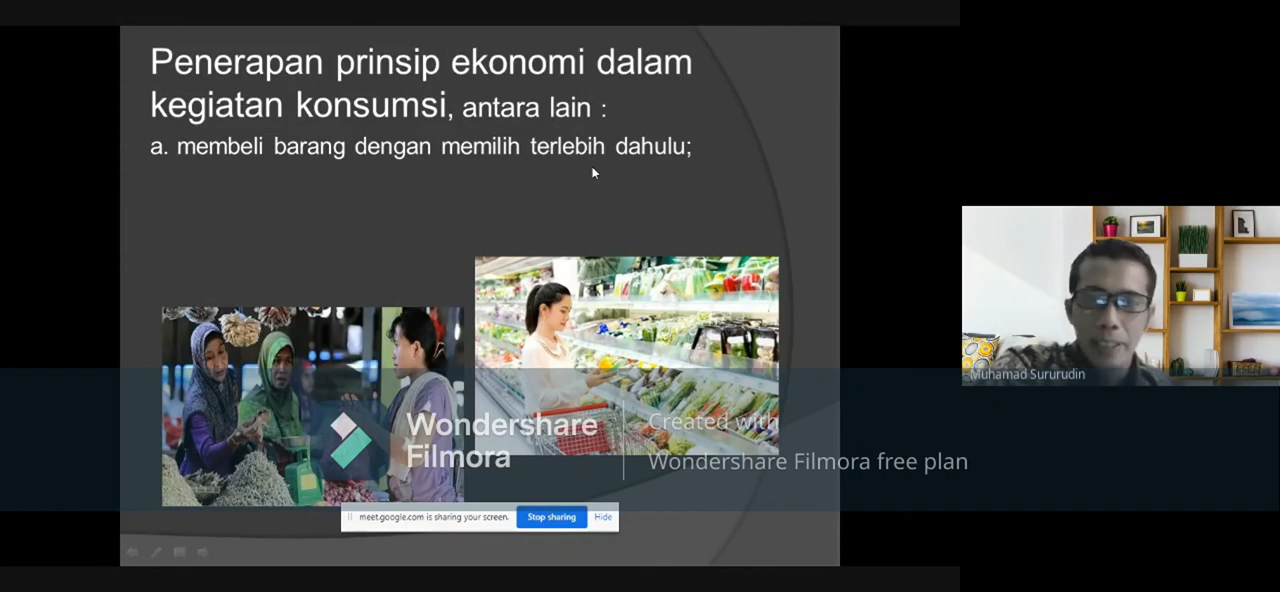 Penerapan prinsip ekonomi dalam
kegiatan konsumsi, antara lain :
a. membeli barang dengan memilih terlebih dahulu;
Muhamad Sururudin
Wondershare
Filmora
Created with
Wondershare Filmora free plan
meet.google.com is sharing your screen.
Stop sharing
Hide